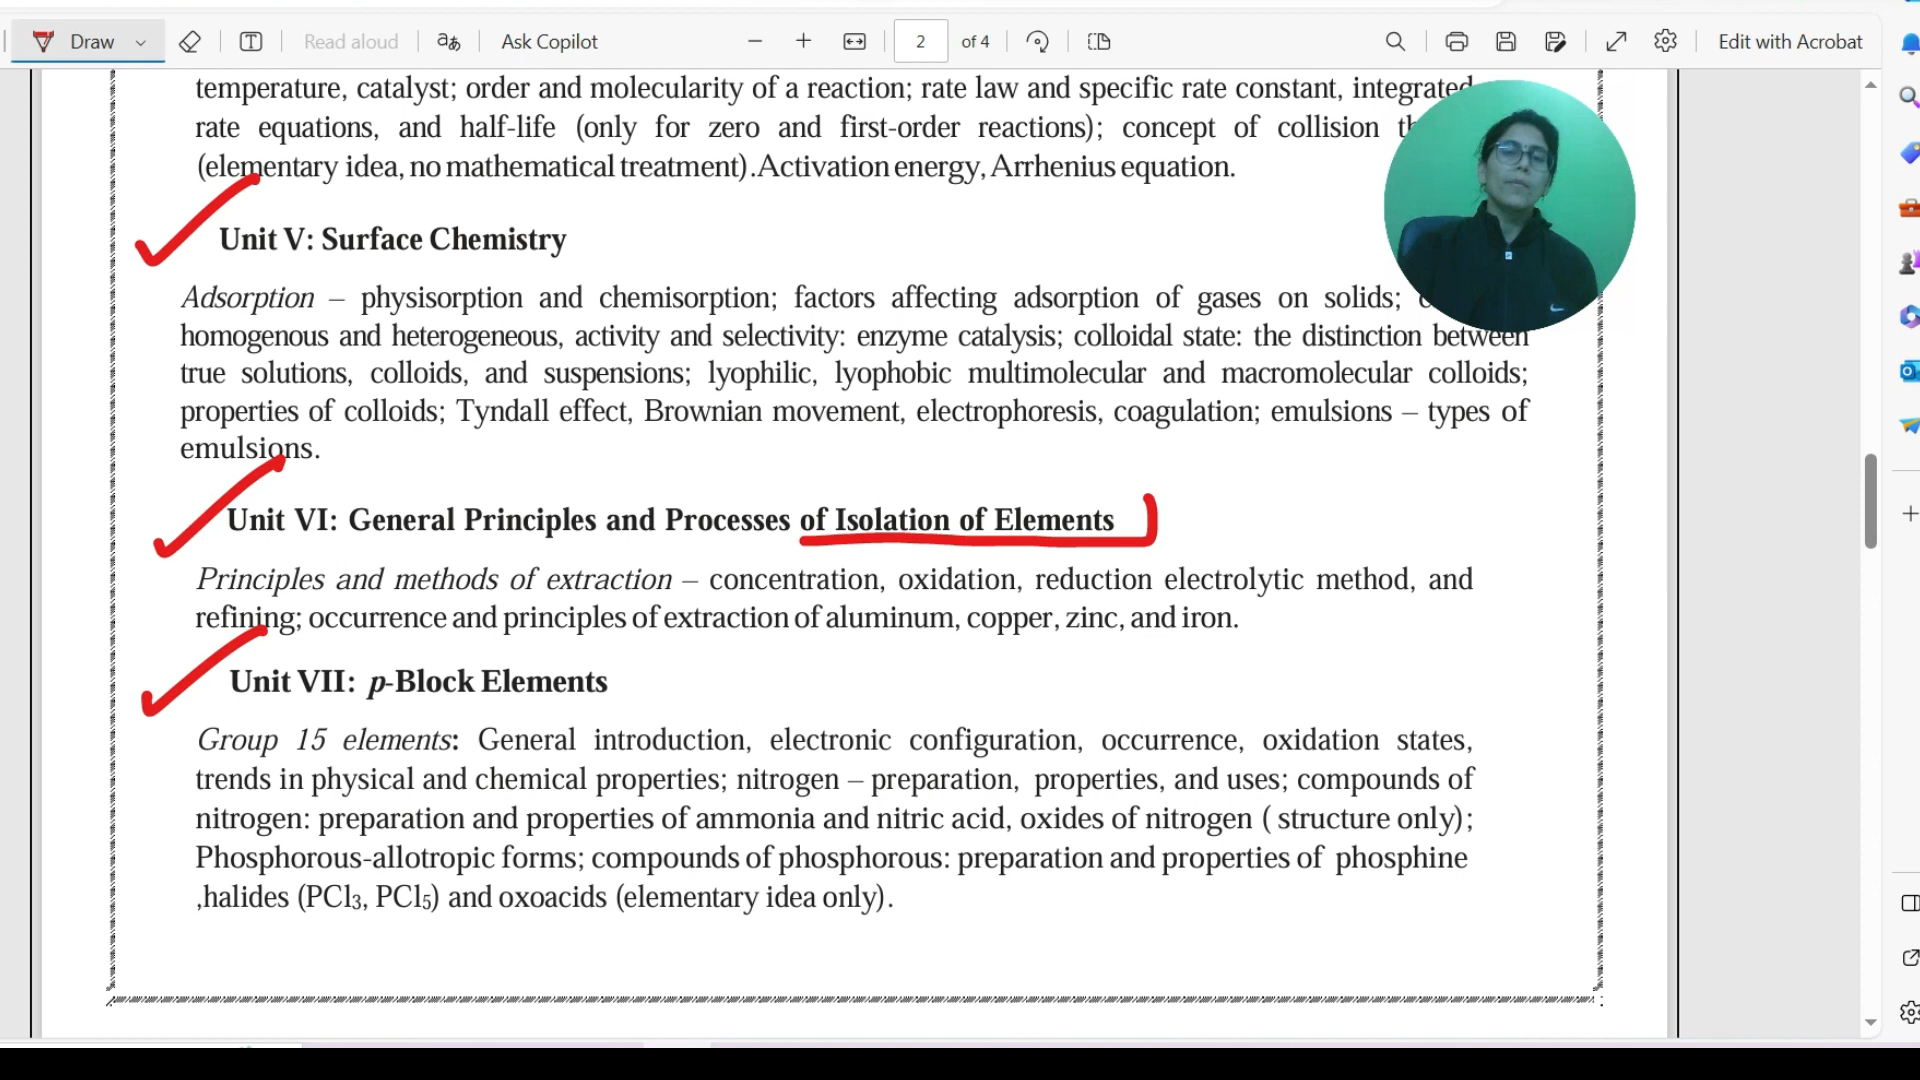 Draw
Read aloud
aあ
Ask Copilot
2
of 4
Edit with Acrobat
temperature, catalyst; order and molecularity of a reaction; rate law and specific rate constant, integrated
rate equations, and half-life (only for zero and first-order reactions); concept of collision
(elementary idea, no mathematical treatment).Activation energy, Arrhenius equation.
Unit V: Surface Chemistry
Adsorption – physisorption and chemisorption; factors affecting adsorption of gases on solids;
homogenous and heterogeneous, activity and selectivity: enzyme catalysis; colloidal state: the distinction between
true solutions, colloids, and suspensions; lyophilic, lyophobic multimolecular and macromolecular colloids;
properties of colloids; Tyndall effect, Brownian movement, electrophoresis, coagulation; emulsions – types of
emulsions.
Unit VI: General Principles and Processes of Isolation of Elements
Principles and methods of extraction – concentration, oxidation, reduction electrolytic method, and
refining; occurrence and principles of extraction of aluminum, copper, zinc, and iron.
Unit VII: p-Block Elements
Group 15 elements: General introduction, electronic configuration, occurrence, oxidation states,
trends in physical and chemical properties; nitrogen – preparation, properties, and uses; compounds of
nitrogen: preparation and properties of ammonia and nitric acid, oxides of nitrogen ( structure only);
Phosphorous-allotropic forms; compounds of phosphorous: preparation and properties of phosphine
,halides (PCl3, PCl5) and oxoacids (elementary idea only).